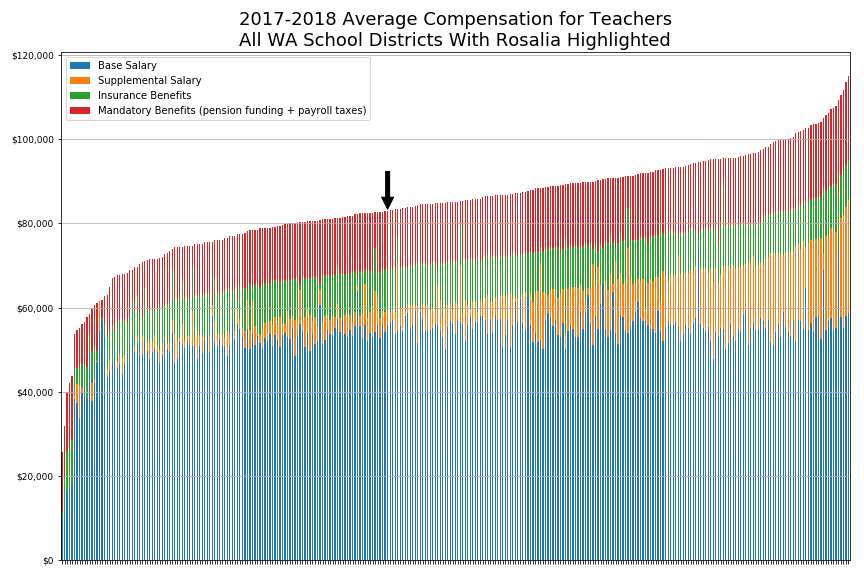 2017-2018 Average Compensation for Teachers
All WA School Districts With Rosalia Highlighted
$120,000
$100,000
$80,000
$60,000
$40,000
$20,000
$0
Base Salary
Supplemental Salary
Insurance Benefits
Mandatory Benefits (pension funding + payroll taxes)